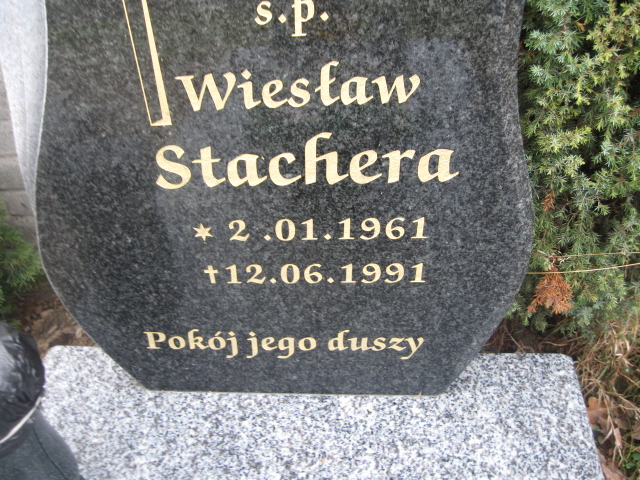 ś.p.
Wiesław
Stachera
✶ 2.01.1961
†12.06.1991
Pokój jego duszy